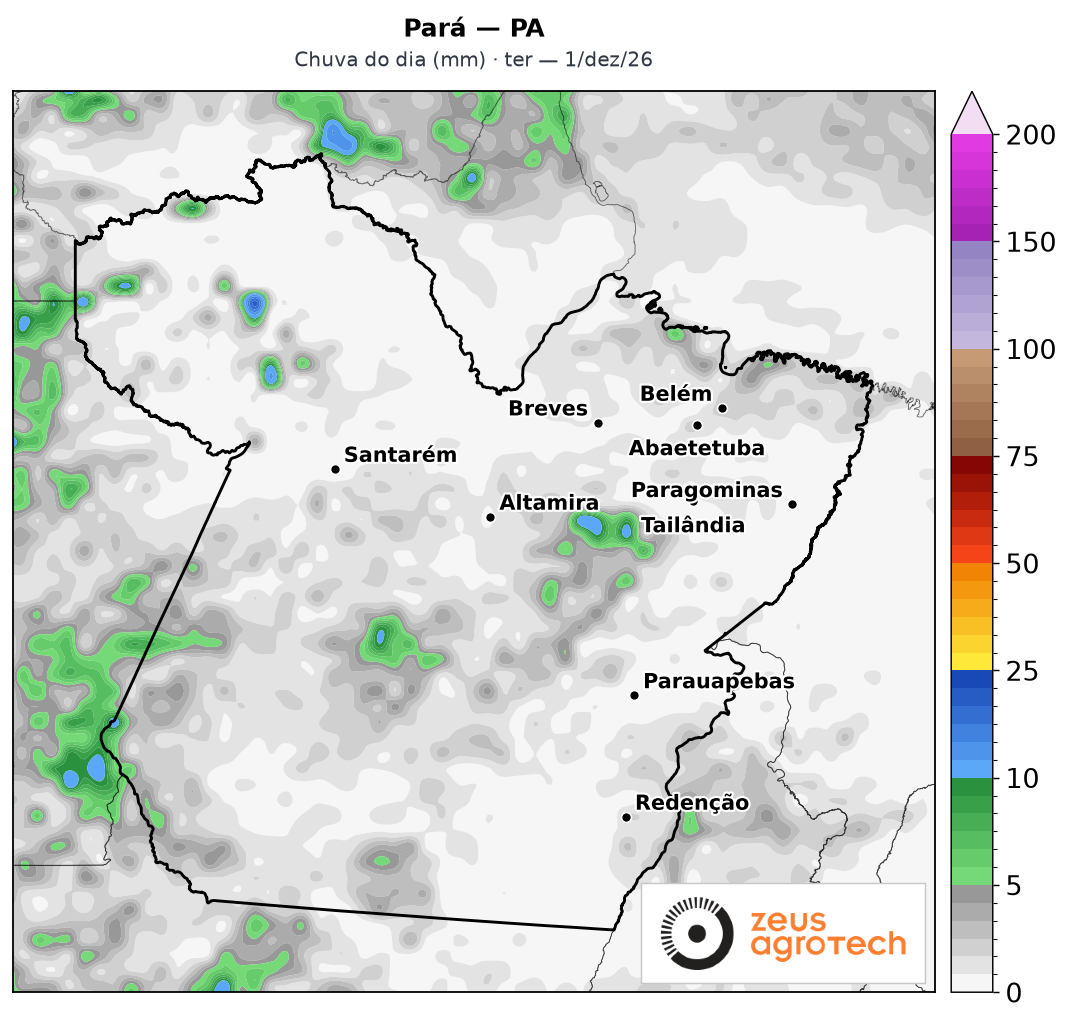 Pará — PA
Chuva do dia (mm) · ter — 1/dez/26
200
150
100
75
50
25
10
5
0
Belém
Breves
Abaetetuba
Santarém
Paragominas
Altamira
Tailândia
Parauapebas
Redenção
zeus
agrotech